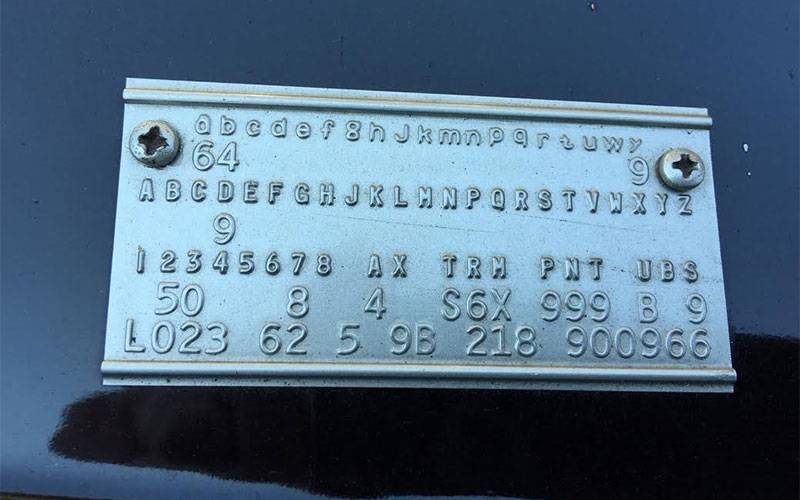 abcdefghJkmnpqrtuwy
64 9
ABCDEFGHJKLMNPQRSTVWXYZ
9
12345678 AX TRM PNT UBS
50 8 4 S6X 999 B 9
L023 62 5 9B 218 900966